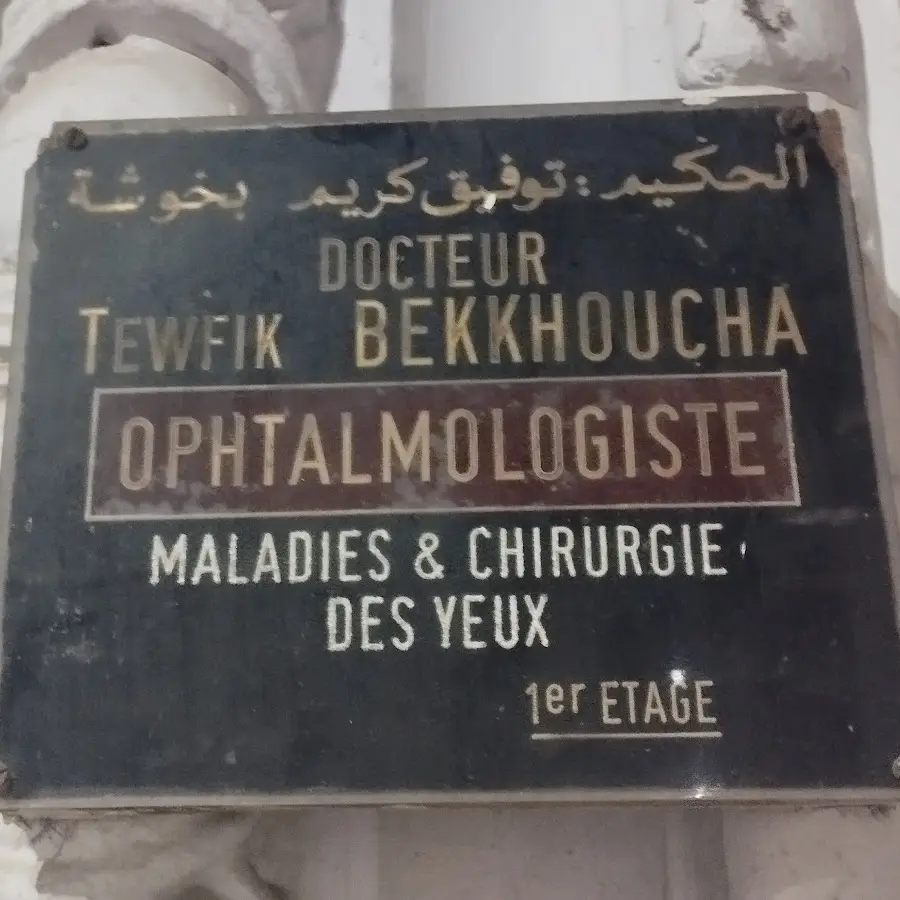 الحكيم : توفيق كريم بخوشة
DOCTEUR
TEWFIK BEKKHOUCHA
OPHTALMOLOGISTE
MALADIES & CHIRURGIE
DES YEUX
1er ETAGE